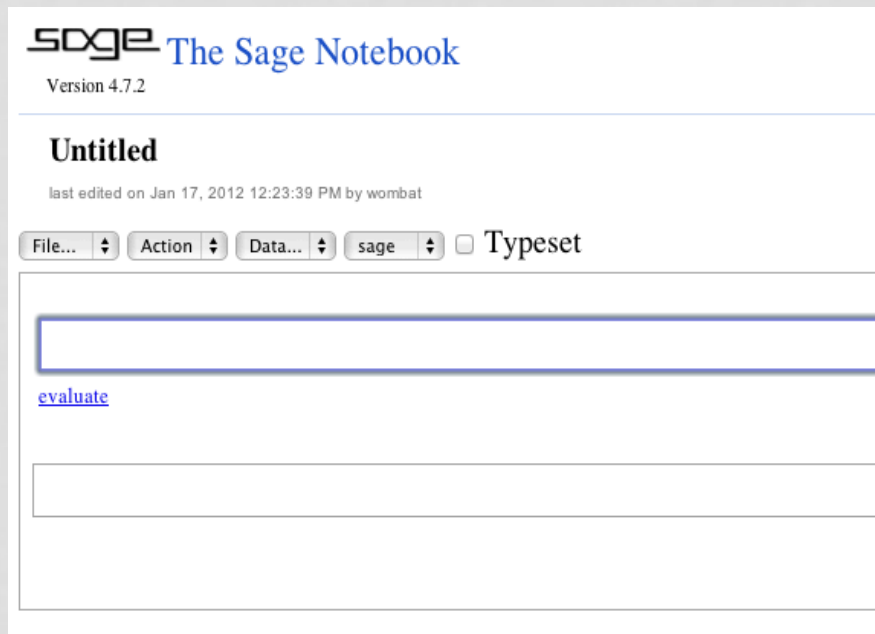 sage The Sage Notebook
Version 4.7.2
Untitled
last edited on Jan 17, 2012 12:23:39 PM by wombat
File... Action Data... sage Typeset
evaluate